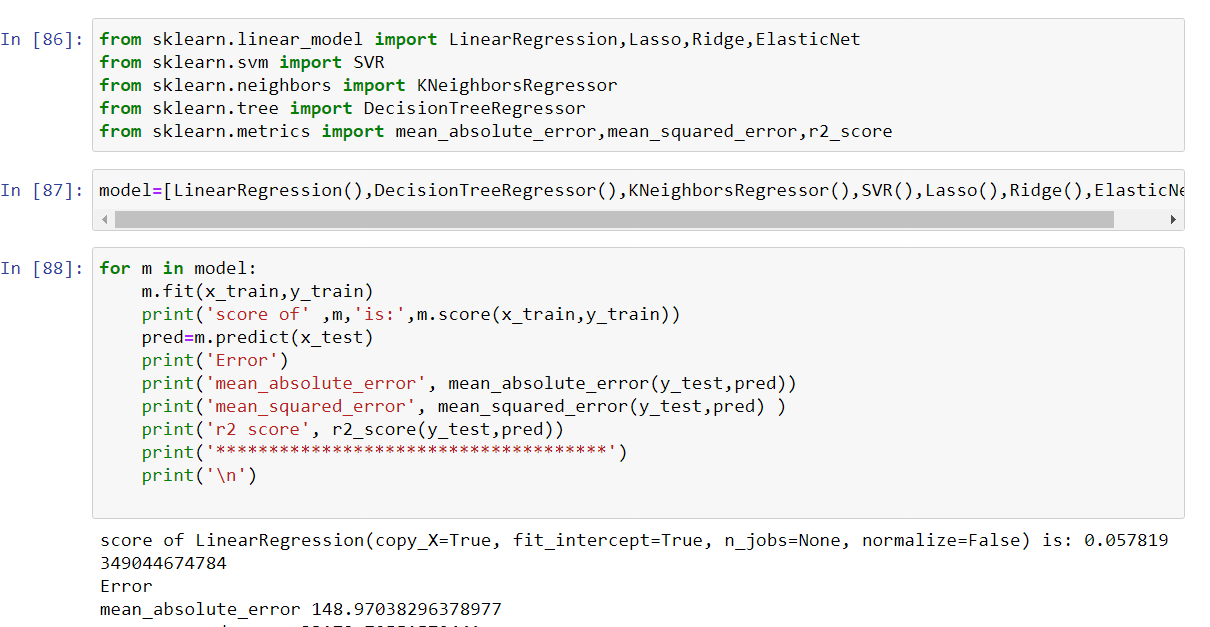 In [86]: from sklearn.linear_model import LinearRegression,Lasso,Ridge,ElasticNet
from sklearn.svm import SVR
from sklearn.neighbors import KNeighborsRegressor
from sklearn.tree import DecisionTreeRegressor
from sklearn.metrics import mean_absolute_error,mean_squared_error,r2_score
In [87]: model=[LinearRegression(),DecisionTreeRegressor(),KNeighborsRegressor(),SVR(),Lasso(),Ridge(),
In [88]: for m in model:
    m.fit(x_train,y_train)
    print('score of' ,m,'is:',m.score(x_train,y_train))
    pred=m.predict(x_test)
    print('Error')
    print('mean_absolute_error', mean_absolute_error(y_test,pred))
    print('mean_squared_error', mean_squared_error(y_test,pred) )
    print('r2 score', r2_score(y_test,pred))
    print('*************************************')
    print('\n')
score of LinearRegression(copy_X=True, fit_intercept=True, n_jobs=None, normalize=False) is: 0.057819
349044674784
Error
mean_absolute_error 148.97038296378977